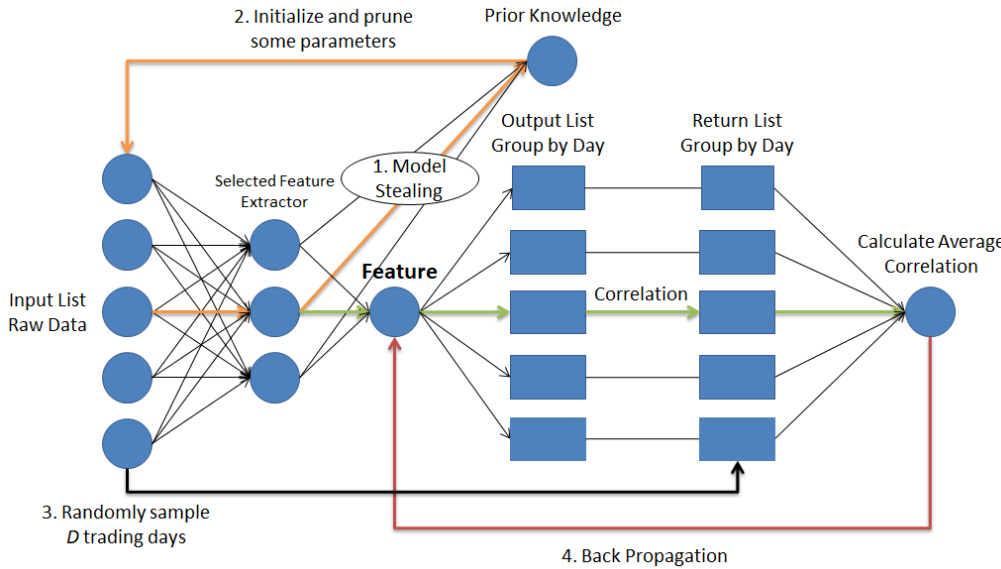 2. Initialize and prune
some parameters
Prior Knowledge
Output List
Group by Day
Return List
Group by Day
1. Model
Stealing
Selected Feature
Extractor
Feature
Calculate Average
Correlation
Input List
Raw Data
Correlation
3. Randomly sample
D trading days
4. Back Propagation